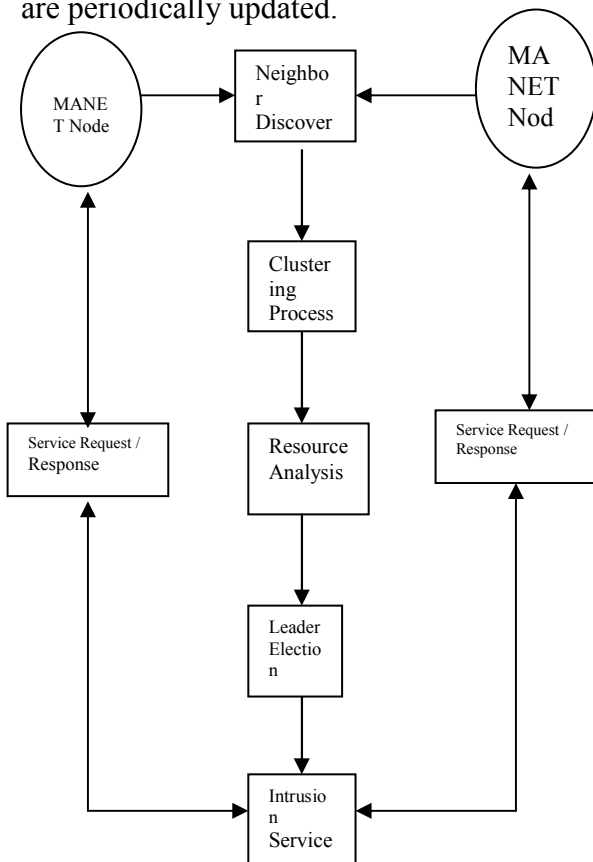 are periodically updated.
MANE
T Node
Neighbo
r
Discover
MA
NET
Nod
Cluster
ing
Process
Service Request /
Response
Resource
Analysis
Service Request /
Response
Leader
Electio
n
Intrusio
n
Service